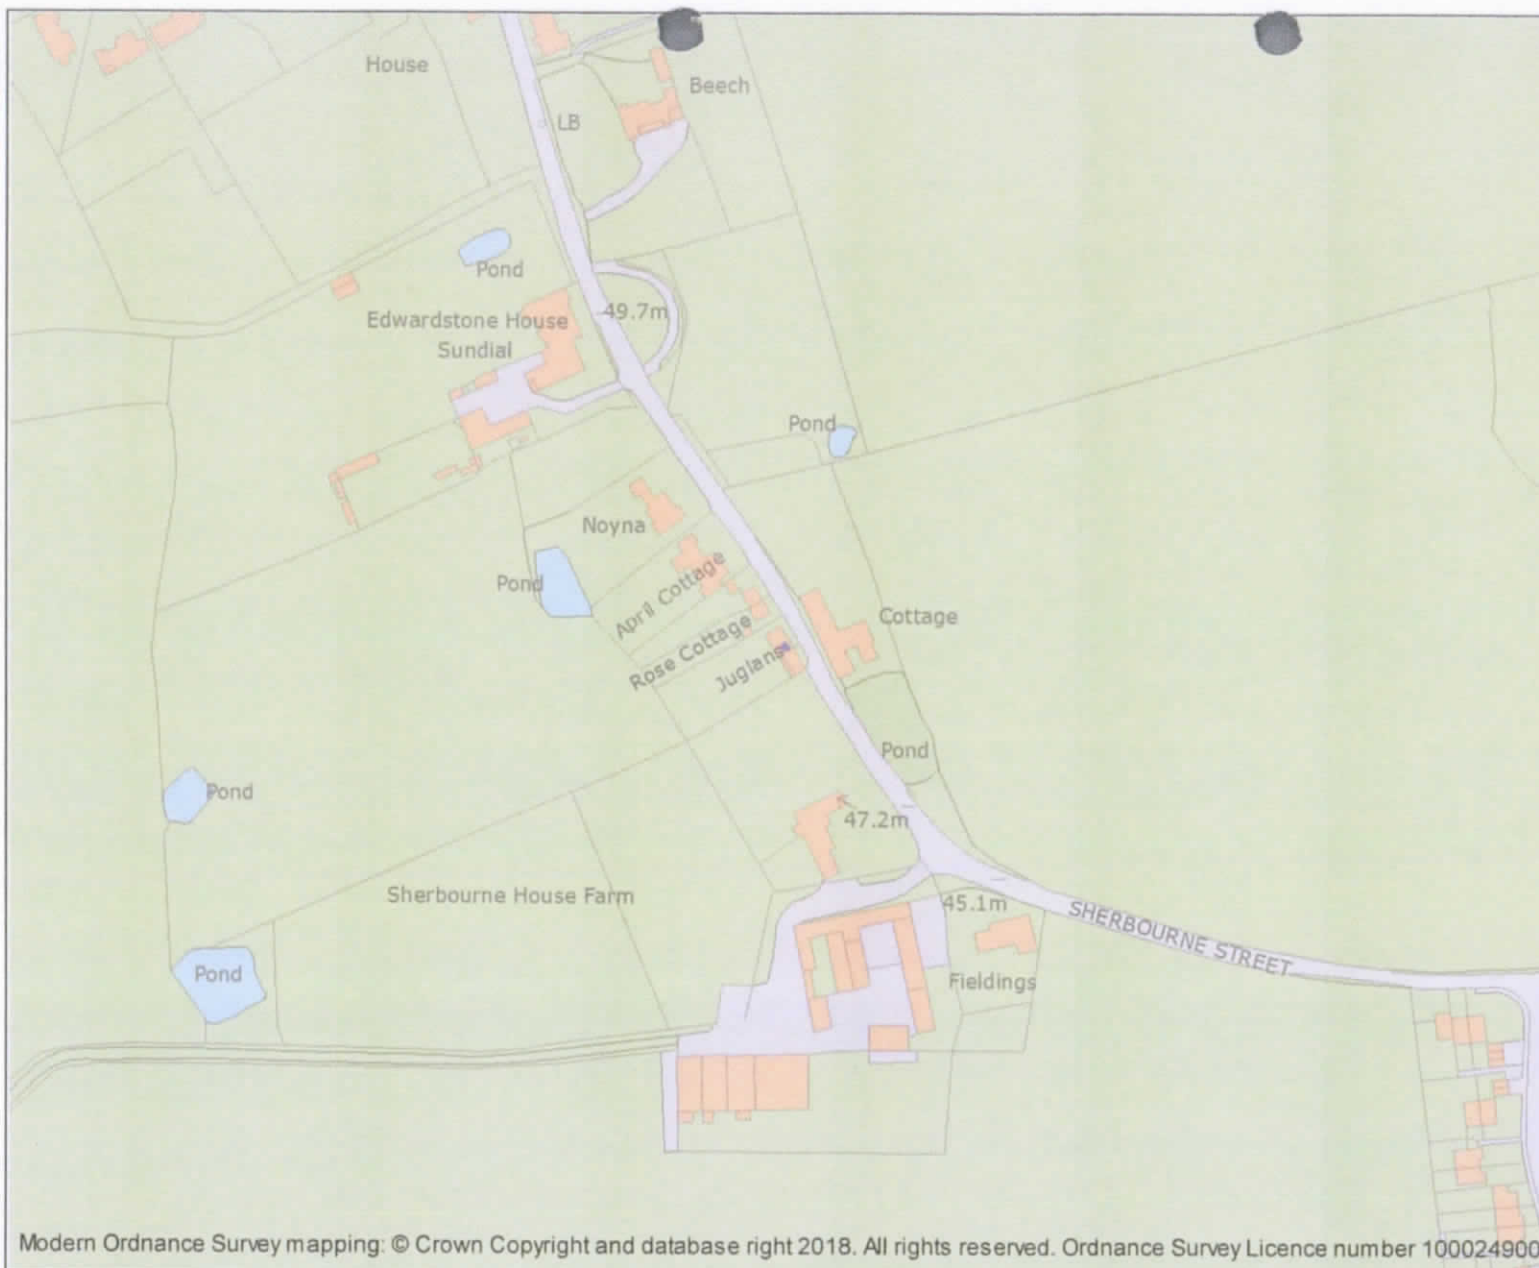 House
Beech
LB
Pond
49.7m
Edwardstone House
Sundial
Pond
Noyna
Pond
April Cottage
Cottage
Rose Cottage
Juglans
Pond
Pond
47.2m
Sherbourne House Farm
45.1m
SHERBOURNE STREET
Pond
Fieldings
Modern Ordnance Survey mapping: © Crown Copyright and database right 2018. All rights reserved. Ordnance Survey Licence number 100024900